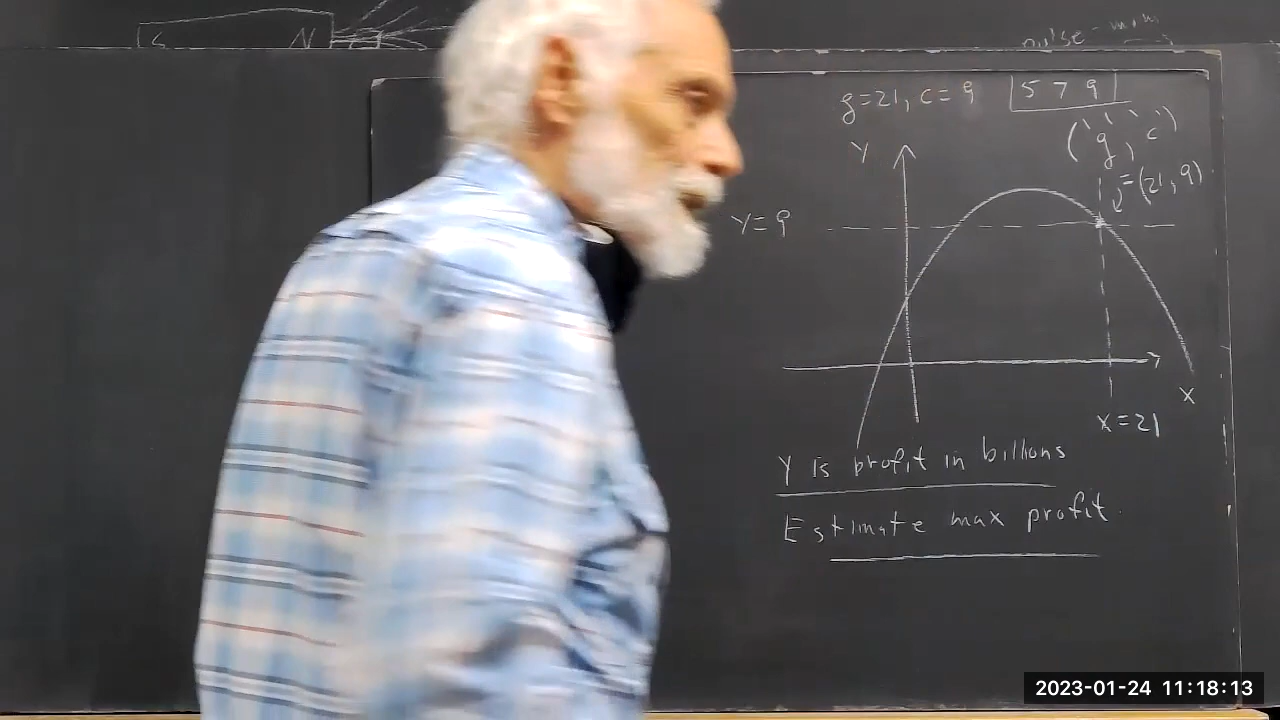 S N
pulse-
g=21, c=9 5 7 9
("g", "c")
=(21, 9)
Y
Y=9
X
X=21
Y is profit in billions
Estimate max profit.
2023-01-24 11:18:13